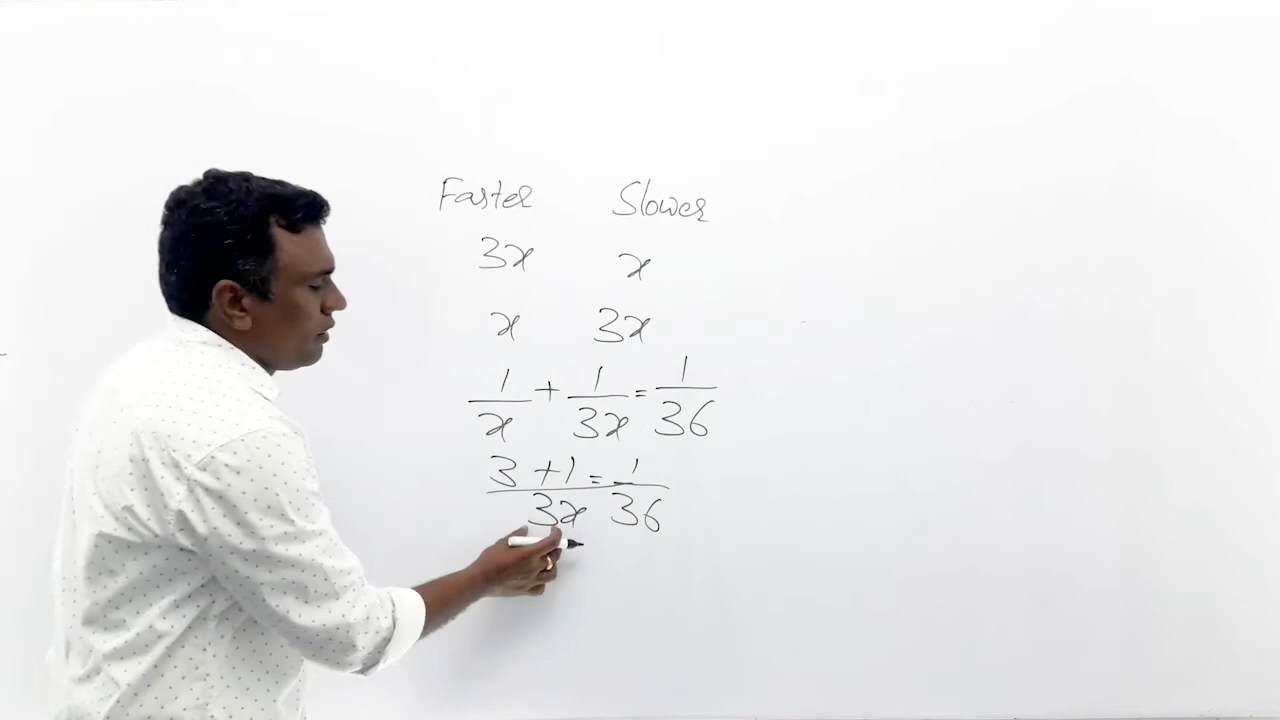 Faster Slower
3x x
x 3x
1/x + 1/3x = 1/36
3 + 1/3x = 1/36